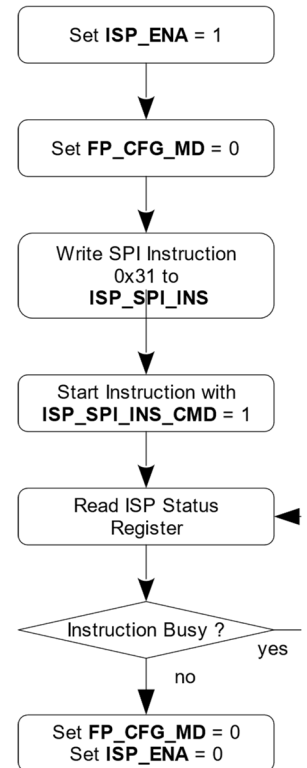 Set ISP_ENA = 1
Set FP_CFG_MD = 0
Write SPI Instruction
0x31 to
ISP_SPI_INS
Start Instruction with
ISP_SPI_INS_CMD = 1
Read ISP Status
Register
Instruction Busy ?
yes
no
Set FP_CFG_MD = 0
Set ISP_ENA = 0